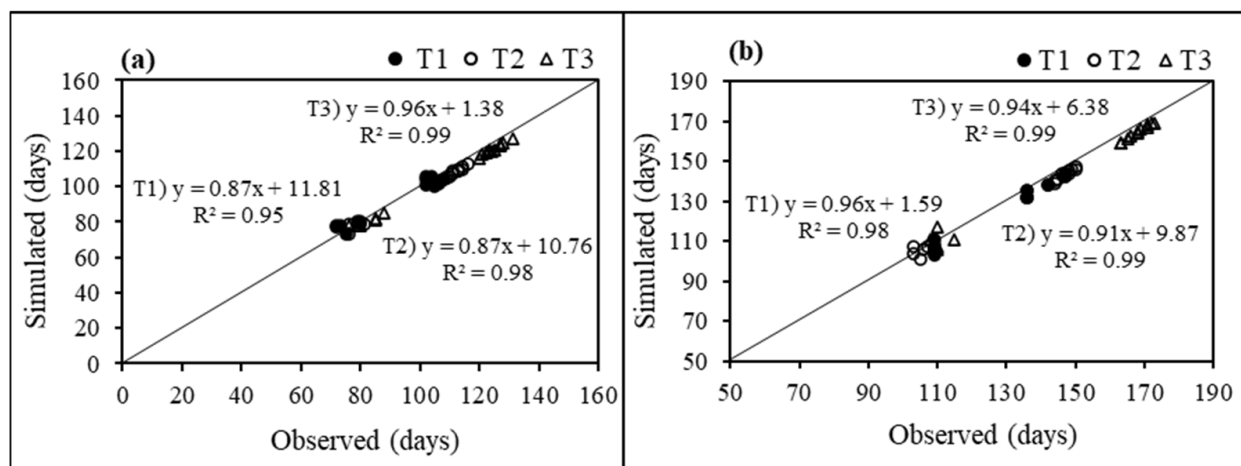 (a)
● T1 ○ T2 △ T3
160
140
120
100
80
60
40
20
0
Simulated (days)
T3) y = 0.96x + 1.38
R² = 0.99
T1) y = 0.87x + 11.81
R² = 0.95
T2) y = 0.87x + 10.76
R² = 0.98
0 20 40 60 80 100 120 140 160
Observed (days)
(b)
● T1 ○ T2 △ T3
190
170
150
130
110
90
70
50
Simulated (days)
T3) y = 0.94x + 6.38
R² = 0.99
T1) y = 0.96x + 1.59
R² = 0.98
T2) y = 0.91x + 9.87
R² = 0.99
50 70 90 110 130 150 170 190
Observed (days)